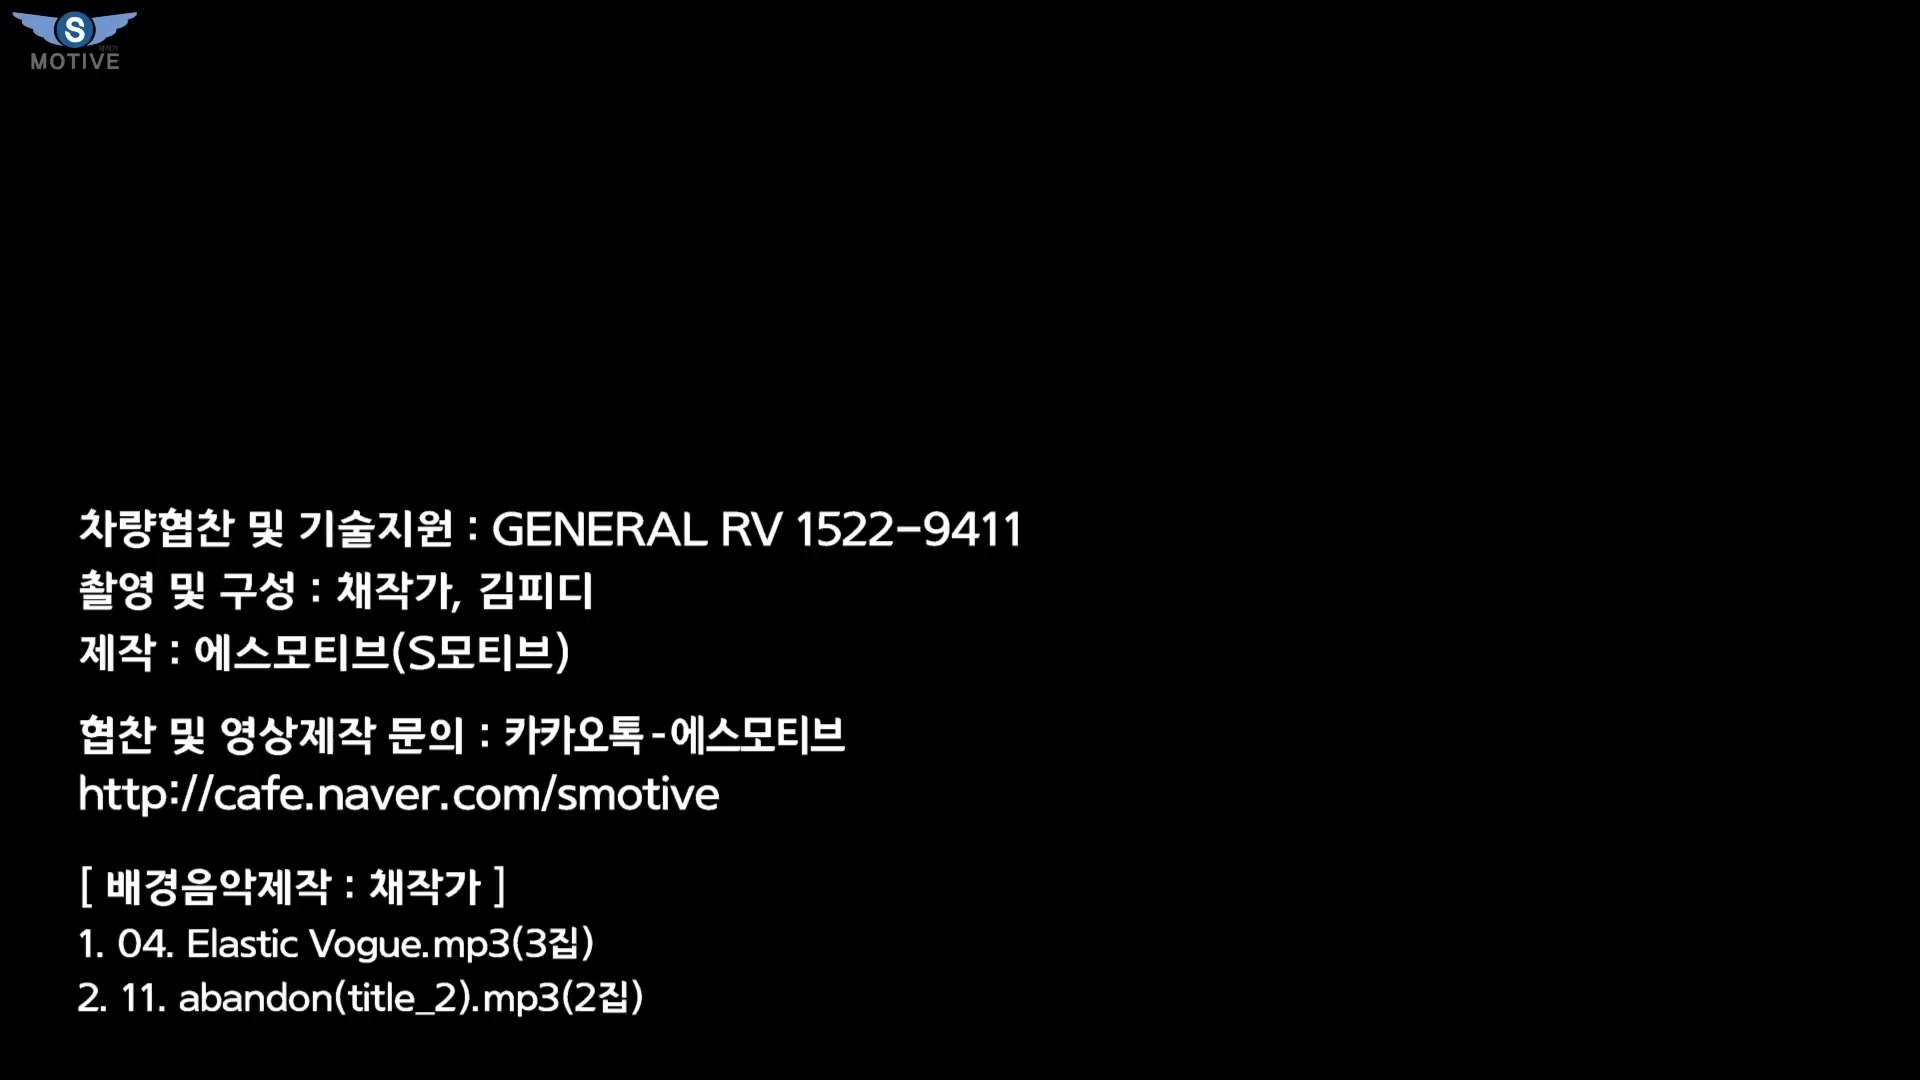 S
채작가
MOTIVE
차량협찬 및 기술지원 : GENERAL RV 1522-9411
촬영 및 구성 : 채작가, 김피디
제작 : 에스모티브(S모티브)
협찬 및 영상제작 문의 : 카카오톡-에스모티브
http://cafe.naver.com/smotive
[ 배경음악제작 : 채작가 ]
1. 04. Elastic Vogue.mp3(3집)
2. 11. abandon(title_2).mp3(2집)